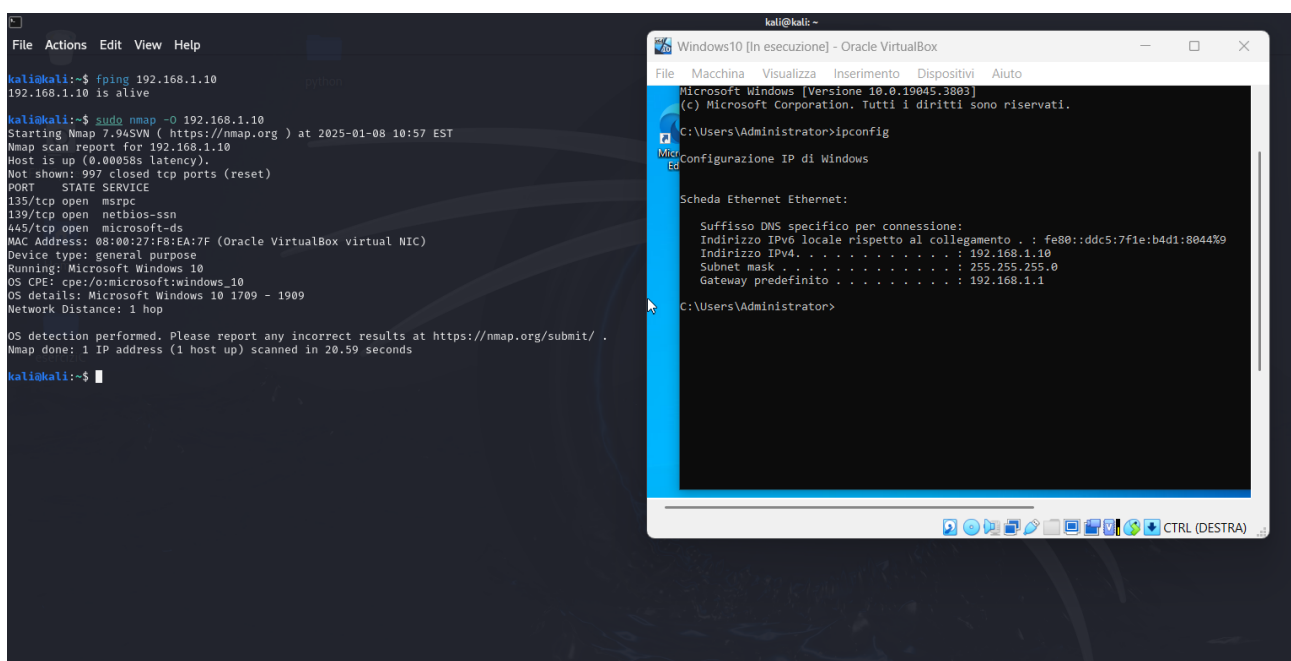 kali@kali: ~
File Actions Edit View Help
python
kali@kali:~$ fping 192.168.1.10
192.168.1.10 is alive
kali@kali:~$ sudo nmap -O 192.168.1.10
Starting Nmap 7.94SVN ( https://nmap.org ) at 2025-01-08 10:57 EST
Nmap scan report for 192.168.1.10
Host is up (0.00058s latency).
Not shown: 997 closed tcp ports (reset)
PORT    STATE SERVICE
135/tcp open  msrpc
139/tcp open  netbios-ssn
445/tcp open  microsoft-ds
MAC Address: 08:00:27:F8:EA:7F (Oracle VirtualBox virtual NIC)
Device type: general purpose
Running: Microsoft Windows 10
OS CPE: cpe:/o:microsoft:windows_10
OS details: Microsoft Windows 10 1709 - 1909
Network Distance: 1 hop
OS detection performed. Please report any incorrect results at https://nmap.org/submit/ .
Nmap done: 1 IP address (1 host up) scanned in 20.59 seconds
kali@kali:~$
Windows10 [In esecuzione] - Oracle VirtualBox
File Macchina Visualizza Inserimento Dispositivi Aiuto
Microsoft Windows [Versione 10.0.19045.3803]
(c) Microsoft Corporation. Tutti i diritti sono riservati.
C:\Users\Administrator>ipconfig
Micr
Ed
Configurazione IP di Windows
Scheda Ethernet Ethernet:
Suffisso DNS specifico per connessione:
Indirizzo IPv6 locale rispetto al collegamento . : fe80::ddc5:7f1e:b4d1:8044%9
Indirizzo IPv4. . . . . . . . . . . . : 192.168.1.10
Subnet mask . . . . . . . . . . . . . : 255.255.255.0
Gateway predefinito . . . . . . . . . : 192.168.1.1
C:\Users\Administrator>
CTRL (DESTRA)